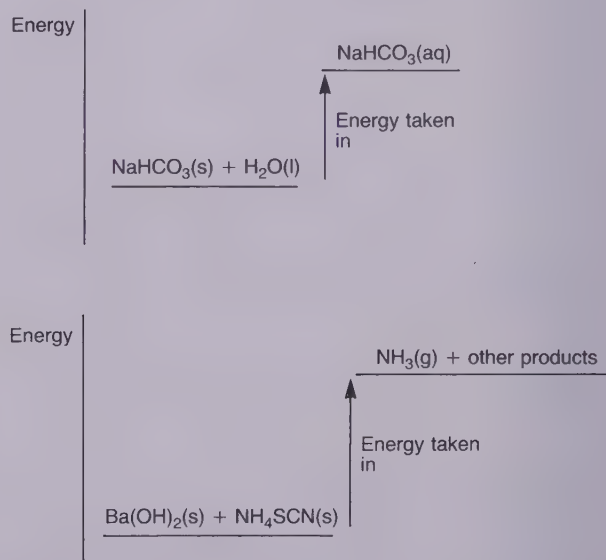 Energy
NaHCO₃(aq)
Energy taken
in
NaHCO₃(s) + H₂O(l)
Energy
NH₃(g) + other products
Energy taken
in
Ba(OH)₂(s) + NH₄SCN(s)